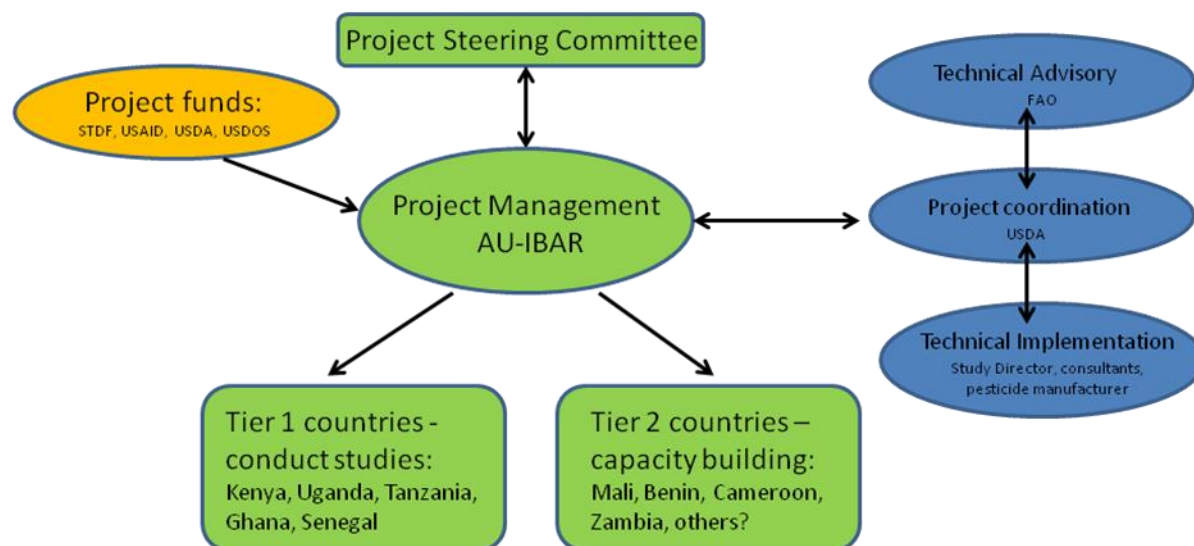 Project Steering Committee
Project funds:
STDF, USAID, USDA, USDOS
Project Management
AU-IBAR
Technical Advisory
FAO
Project coordination
USDA
Technical Implementation
Study Director, consultants,
pesticide manufacturer
Tier 1 countries -
conduct studies:
Kenya, Uganda, Tanzania,
Ghana, Senegal
Tier 2 countries –
capacity building:
Mali, Benin, Cameroon,
Zambia, others?